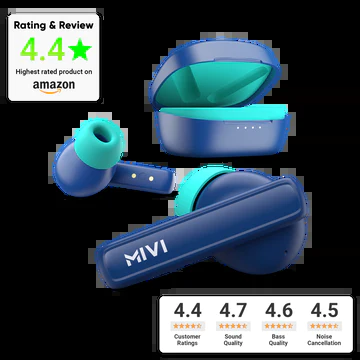 Rating & Review
4.4★
Highest rated product on
amazon
MIVI
4.4 4.7 4.6 4.5
Customer Ratings
Sound Quality
Bass Quality
Noise Cancellation